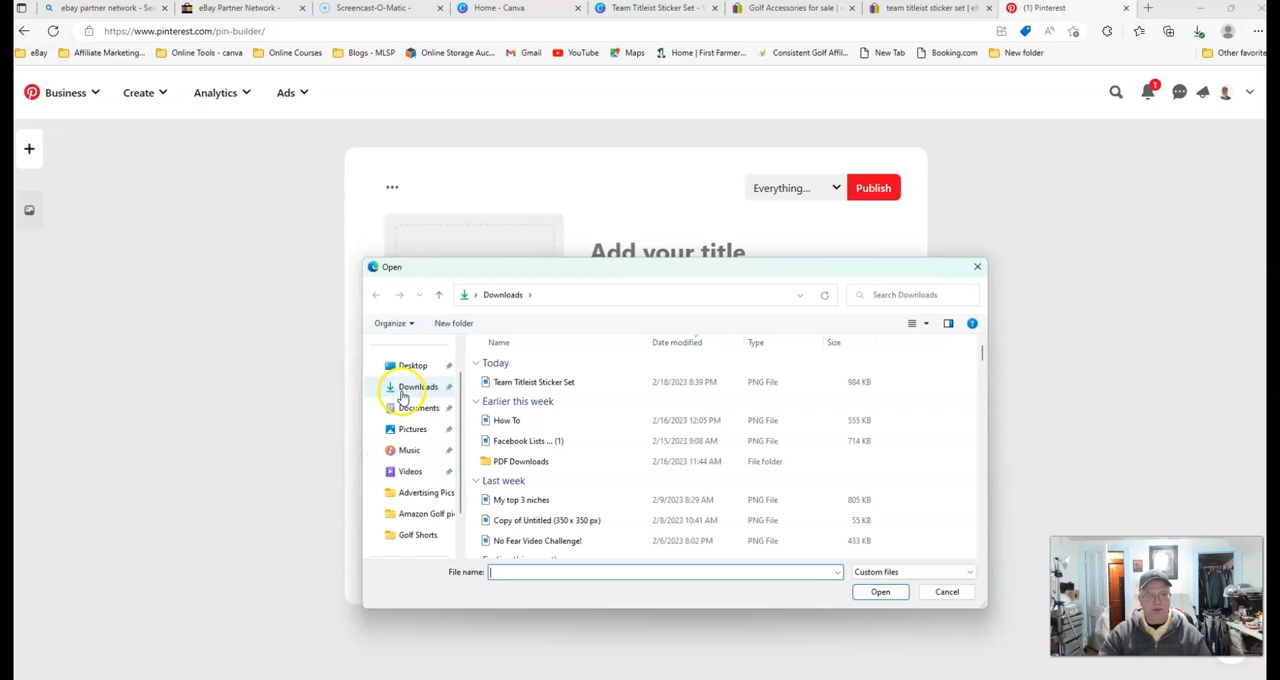 ebay partner network - Sea
eBay Partner Network -
Screencast-O-Matic -
Home - Canva
Team Titleist Sticker Set - 
Golf Accessories for sale |
team titleist sticker set | eB
(1) Pinterest
https://www.pinterest.com/pin-builder/
eBay
Affiliate Marketing...
Online Tools - canva
Online Courses
Blogs - MLSP
Online Storage Auc...
Gmail
YouTube
Maps
Home | First Farmer...
Consistent Golf Affil...
New Tab
Booking.com
New folder
Other favorite
Business
Create
Analytics
Ads
1
Everything...
Publish
Add your title
Open
Downloads
Search Downloads
Organize
New folder
Name
Date modified
Type
Size
Desktop
Downloads
Documents
Pictures
Music
Videos
Advertising Pics
Amazon Golf pi
Golf Shorts
Today
Team Titleist Sticker Set 2/18/2023 8:39 PM PNG File 984 KB
Earlier this week
How To 2/16/2023 12:05 PM PNG File 555 KB
Facebook Lists ... (1) 2/15/2023 9:08 AM PNG File 714 KB
PDF Downloads 2/16/2023 11:44 AM File folder
Last week
My top 3 niches 2/9/2023 8:29 AM PNG File 805 KB
Copy of Untitled (350 x 350 px) 2/8/2023 10:41 AM PNG File 55 KB
No Fear Video Challenge! 2/6/2023 8:02 PM PNG File 433 KB
File name:
Custom files
Open
Cancel